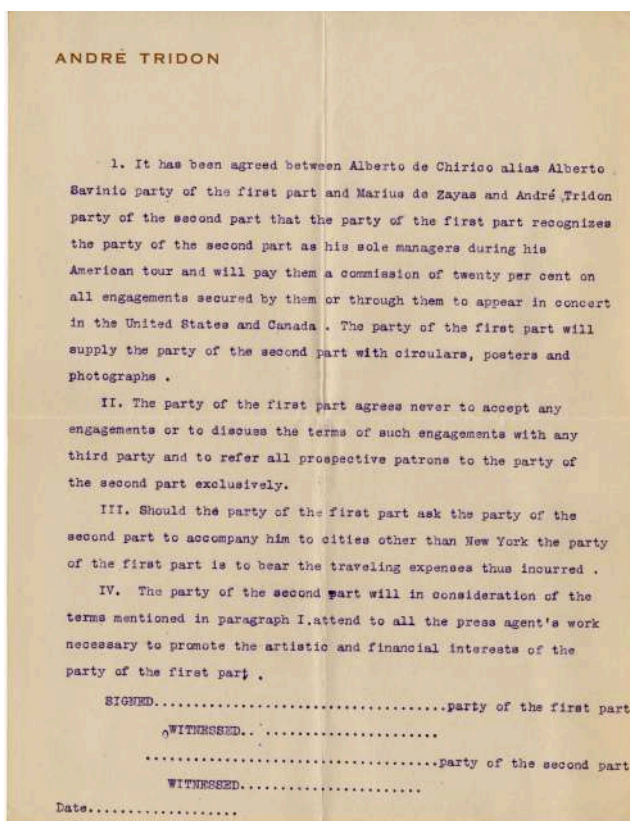 ANDRÉ TRIDON
1. It has been agreed between Alberto de Chirico alias Alberto
Savinio party of the first part and Marius de Zayas and André Tridon
party of the second part that the party of the first part recognizes
the party of the second part as his sole managers during his
American tour and will pay them a commission of twenty per cent on
all engagements secured by them or through them to appear in concert
in the United States and Canada . The party of the first part will
supply the party of the second part with circulars, posters and
photographs .
II. The party of the first part agrees never to accept any
engagements or to discuss the terms of such engagements with any
third party and to refer all prospective patrons to the party of
the second part exclusively.
III. Should the party of the first part ask the party of the
second part to accompany him to cities other than New York the party
of the first part is to bear the traveling expenses thus incurred .
IV. The party of the second part will in consideration of the
terms mentioned in paragraph I.attend to all the press agent's work
necessary to promote the artistic and financial interests of the
party of the first part .
SIGNED.....................................party of the first part
WITNESSED.. ......................
.....................................party of the second part
WITNESSED.......................
Date...................